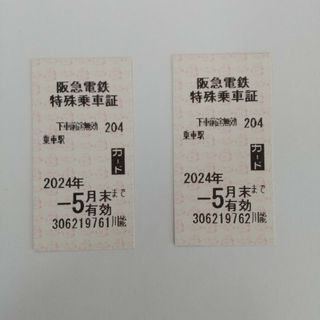 阪急電鉄
特殊乗車証
下車前途無効 204
乗車駅
カード
2024年
-5月末まで
有効
306219761川能
阪急電鉄
特殊乗車証
下車前途無効 204
乗車駅
カード
2024年
-5月末まで
有効
306219762川能